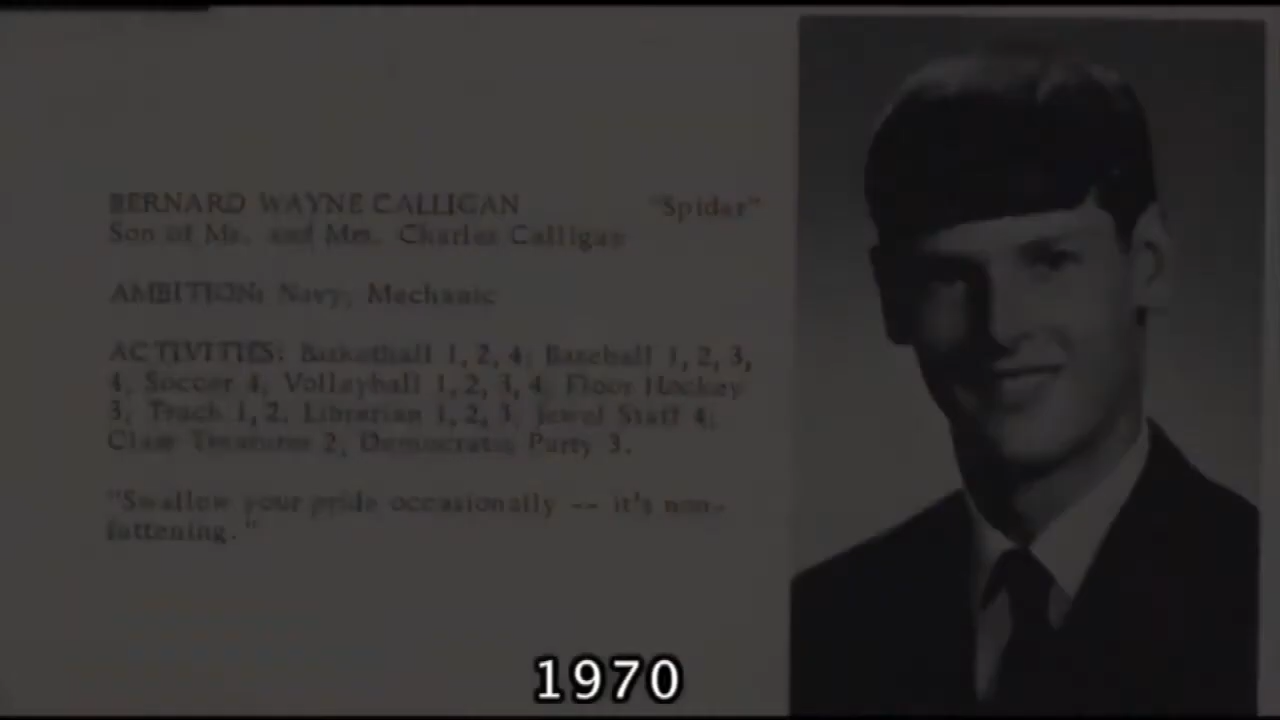 BERNARD WAYNE CALLIGAN "Spider"
Son of Mr. and Mrs. Charles Calligan
AMBITION: Navy, Mechanic
ACTIVITIES: Basketball 1, 2, 4; Baseball 1, 2, 3,
4, Soccer 4, Volleyball 1, 2, 3, 4, Floor Hockey
3, Track 1, 2, Librarian 1, 2, 3, Jewel Staff 4,
Class Treasurer 2, Democratic Party 3.
"Swallow your pride occasionally -- it's non-
fattening."
1970